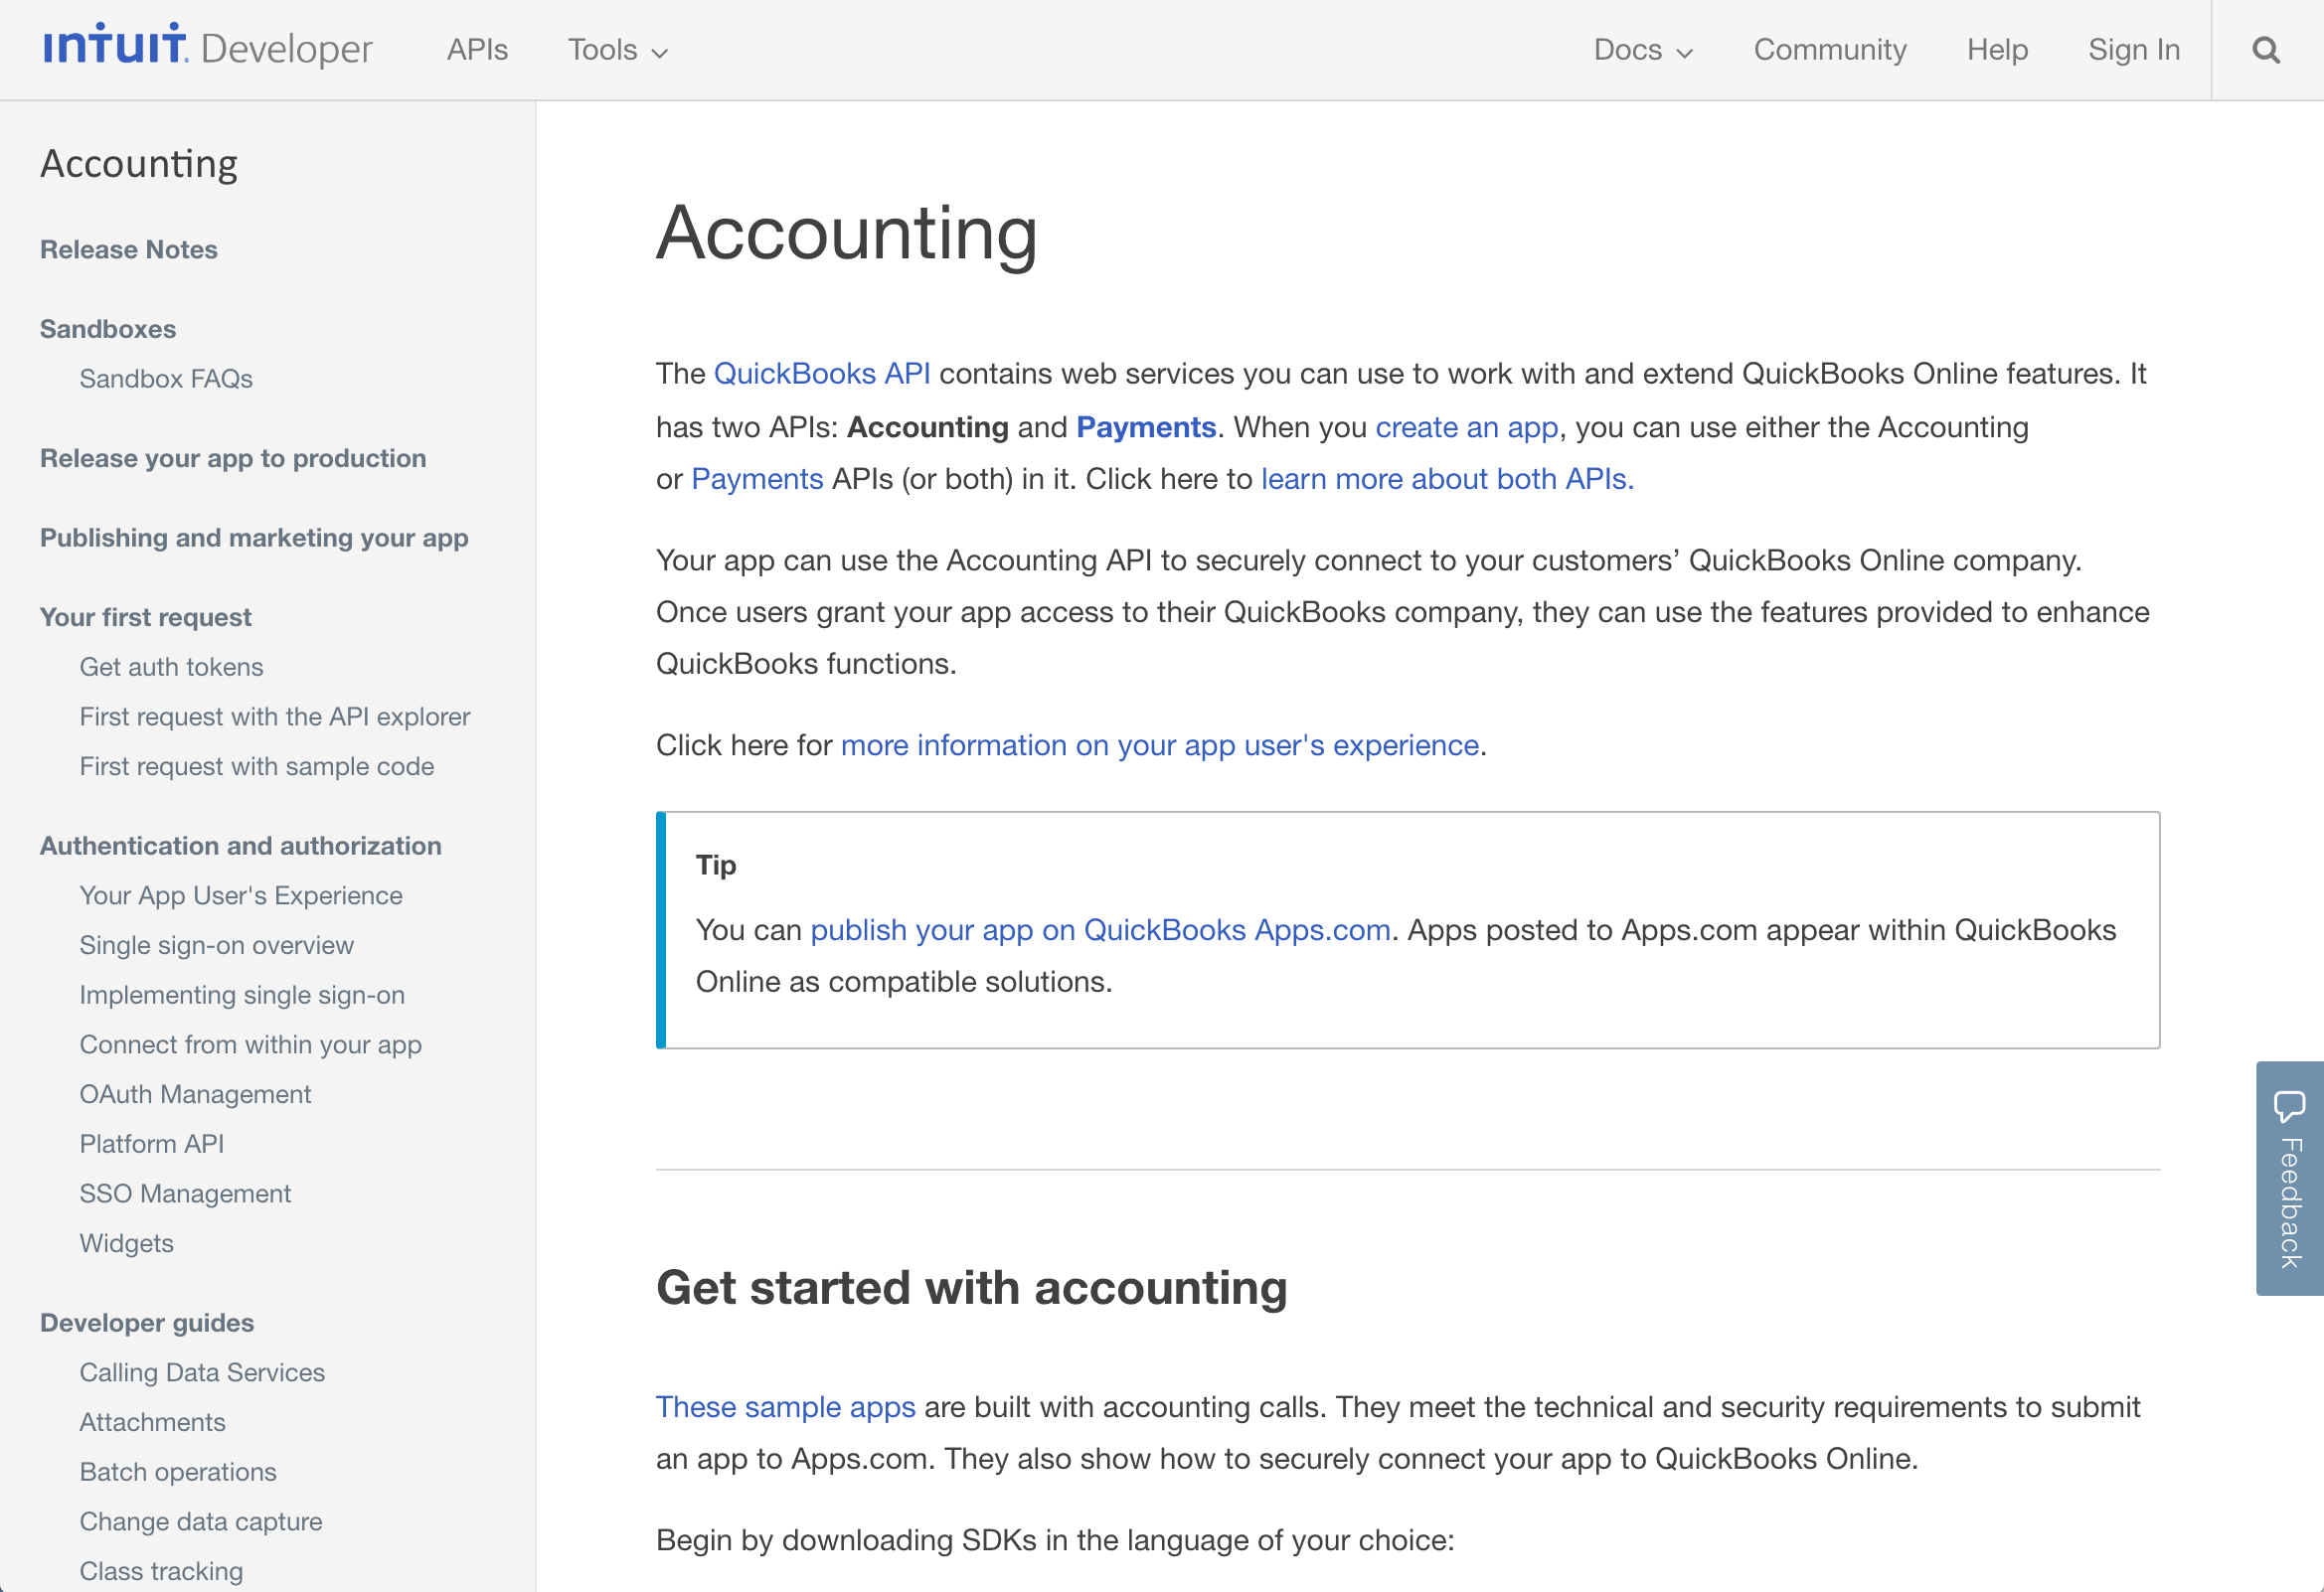 intuit. Developer
APIs
Tools
Docs
Community
Help
Sign In
Accounting
Release Notes
Sandboxes
Sandbox FAQs
Release your app to production
Publishing and marketing your app
Your first request
Get auth tokens
First request with the API explorer
First request with sample code
Authentication and authorization
Your App User's Experience
Single sign-on overview
Implementing single sign-on
Connect from within your app
OAuth Management
Platform API
SSO Management
Widgets
Developer guides
Calling Data Services
Attachments
Batch operations
Change data capture
Class tracking
Accounting
The QuickBooks API contains web services you can use to work with and extend QuickBooks Online features. It
has two APIs: Accounting and Payments. When you create an app, you can use either the Accounting
or Payments APIs (or both) in it. Click here to learn more about both APIs.
Your app can use the Accounting API to securely connect to your customers’ QuickBooks Online company.
Once users grant your app access to their QuickBooks company, they can use the features provided to enhance
QuickBooks functions.
Click here for more information on your app user's experience.
Tip
You can publish your app on QuickBooks Apps.com. Apps posted to Apps.com appear within QuickBooks
Online as compatible solutions.
Get started with accounting
These sample apps are built with accounting calls. They meet the technical and security requirements to submit
an app to Apps.com. They also show how to securely connect your app to QuickBooks Online.
Begin by downloading SDKs in the language of your choice:
Feedback